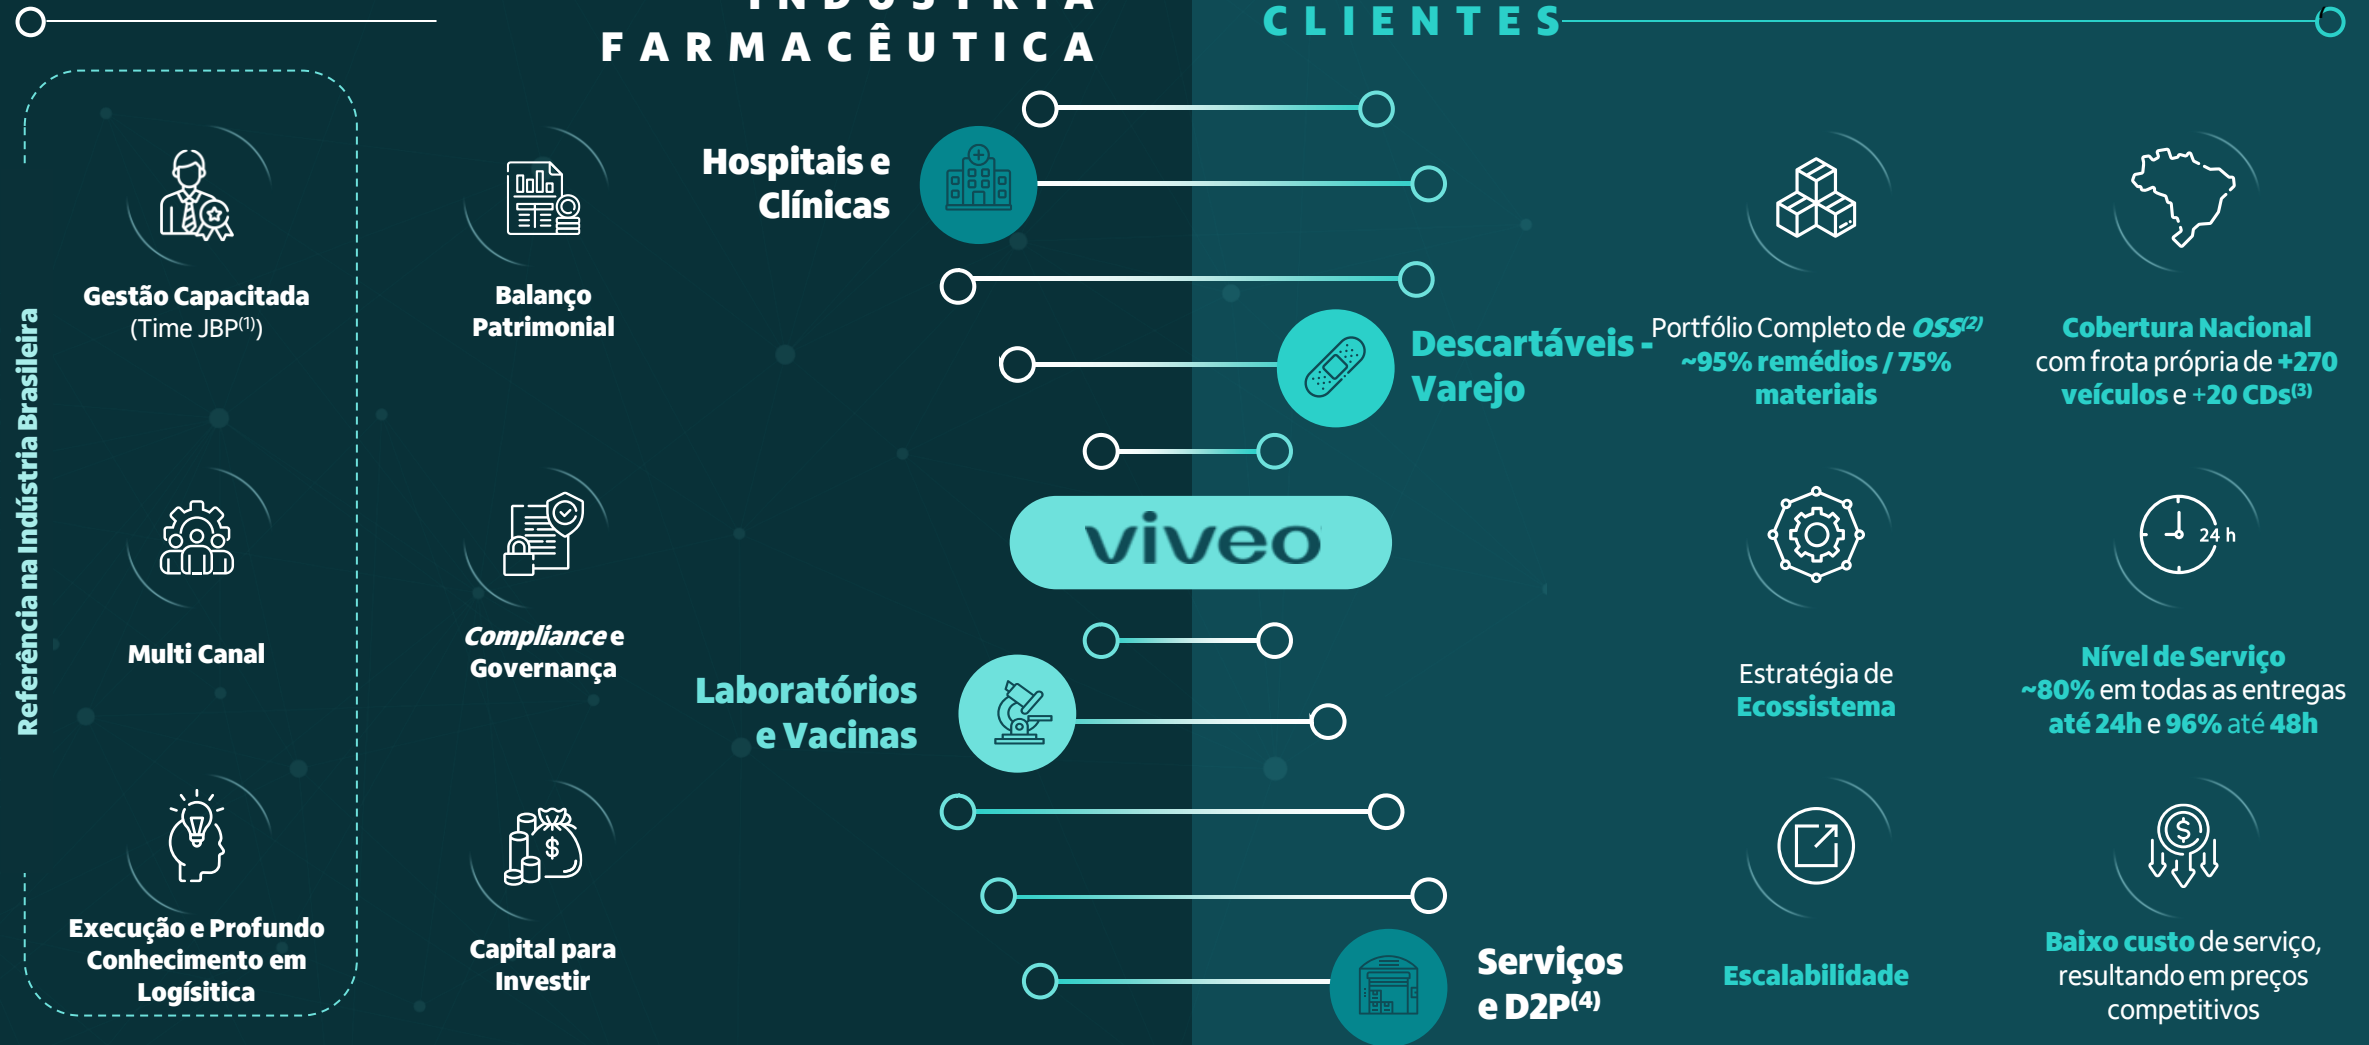 INDÚSTRIA
FARMACÊUTICA
CLIENTES
Referência na Indústria Brasileira
Gestão Capacitada
(Time JBP(1))
Balanço
Patrimonial
Multi Canal
Compliance e
Governança
Execução e Profundo
Conhecimento em
Logísitica
Capital para
Investir
Hospitais e
Clínicas
Descartáveis -
Varejo
viveo
Laboratórios
e Vacinas
Serviços
e D2P(4)
Portfólio Completo de OSS(2)
~95% remédios / 75%
materiais
Cobertura Nacional
com frota própria de +270
veículos e +20 CDs(3)
Estratégia de
Ecossistema
24 h
Nível de Serviço
~80% em todas as entregas
até 24h e 96% até 48h
Escalabilidade
Baixo custo de serviço,
resultando em preços
competitivos